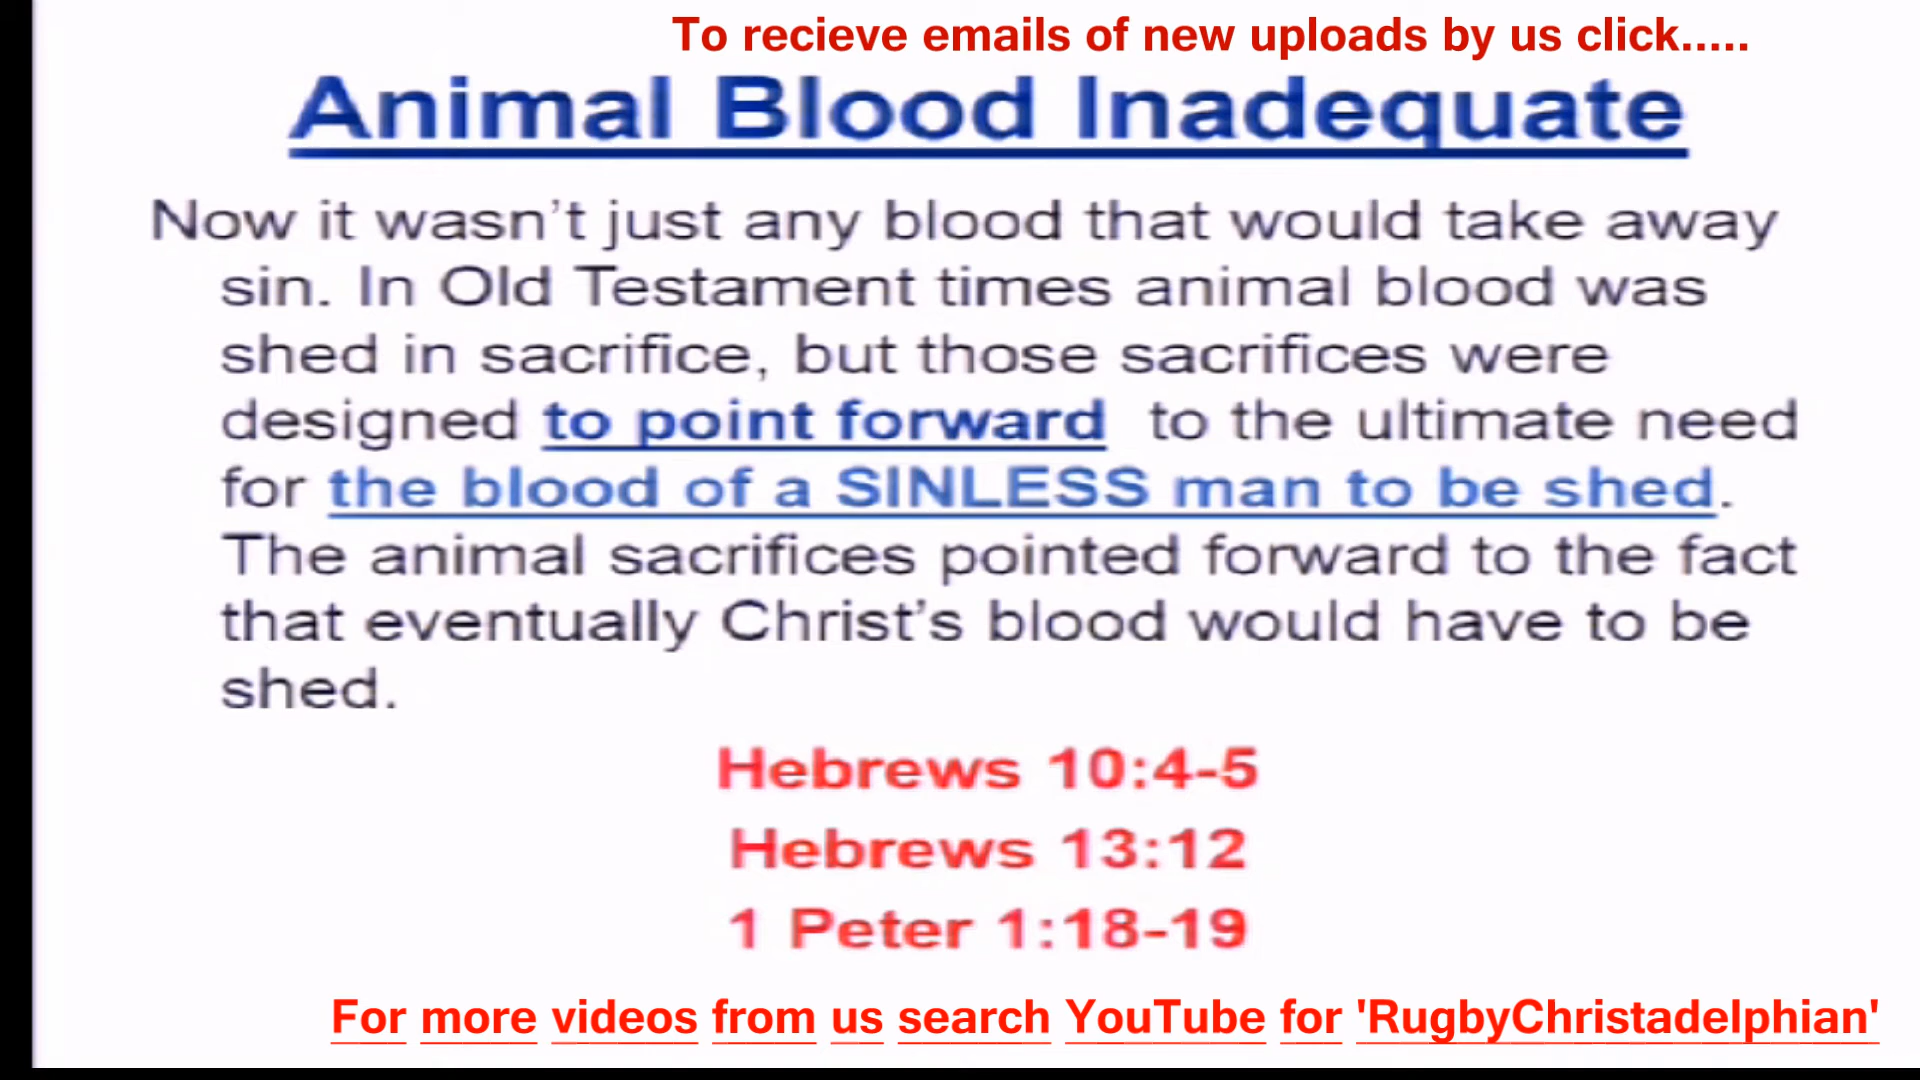 To recieve emails of new uploads by us click.....
Animal Blood Inadequate
Now it wasn't just any blood that would take away
sin. In Old Testament times animal blood was
shed in sacrifice, but those sacrifices were
designed to point forward to the ultimate need
for the blood of a SINLESS man to be shed.
The animal sacrifices pointed forward to the fact
that eventually Christ's blood would have to be
shed.
Hebrews 10:4-5
Hebrews 13:12
1 Peter 1:18-19
For more videos from us search YouTube for 'RugbyChristadelphian'